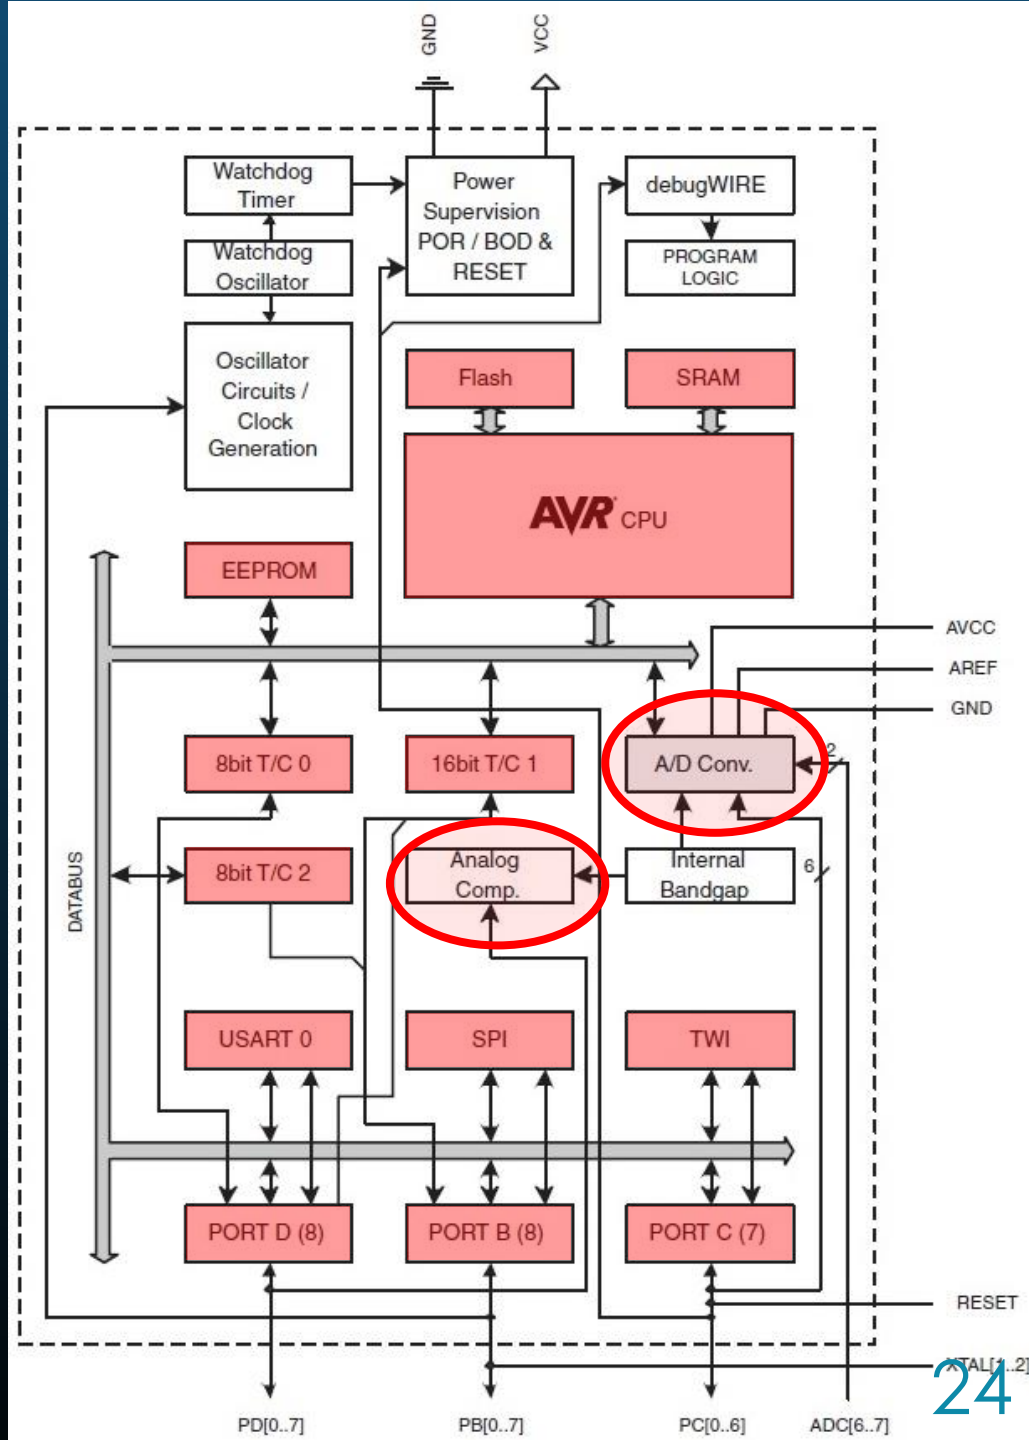 GND
VCC
Watchdog
Timer
Power
Supervision
POR / BOD &
RESET
debugWIRE
Watchdog
Oscillator
PROGRAM
LOGIC
Oscillator
Circuits /
Clock
Generation
Flash
SRAM
AVR CPU
EEPROM
AVCC
AREF
GND
8bit T/C 0
16bit T/C 1
A/D Conv.
2
8bit T/C 2
Analog
Comp.
Internal
Bandgap
6
DATABUS
USART 0
SPI
TWI
PORT D (8)
PORT B (8)
PORT C (7)
RESET
XTAL[1..2]
PD[0..7]
PB[0..7]
PC[0..6]
ADC[6..7]
24